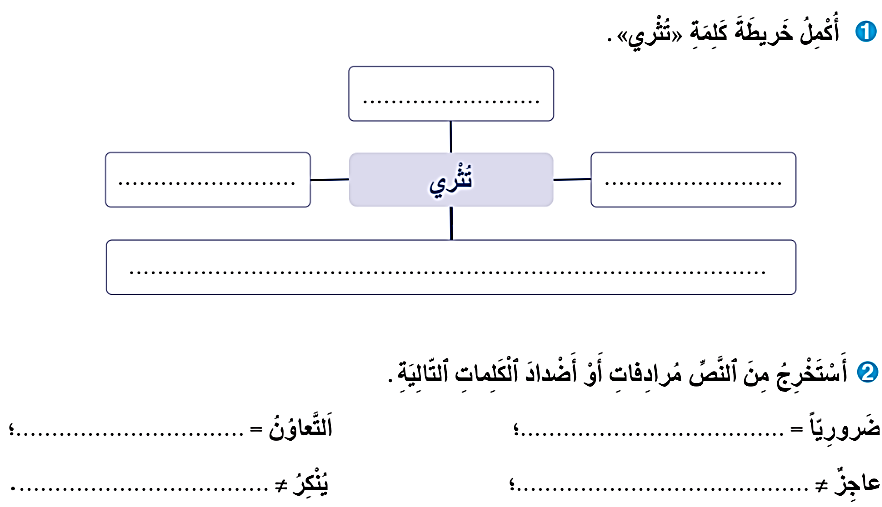 1 أُكْمِلُ خَريطَةَ كَلِمَةِ «تُثْري».
.........................
......................... تُثْري .........................
..........................................................................................
2 أَسْتَخْرِجُ مِنَ ٱلنَّصِّ مُرادِفاتِ أَوْ أَضْدادَ ٱلْكَلِماتِ ٱلتّالِيَةِ.
ضَرورِيّاً = .....................................؛ اَلتَّعاوُنُ = ................................؛
عاجِزٌ ≠ .........................................؛ يُنْكِرُ ≠ ...................................